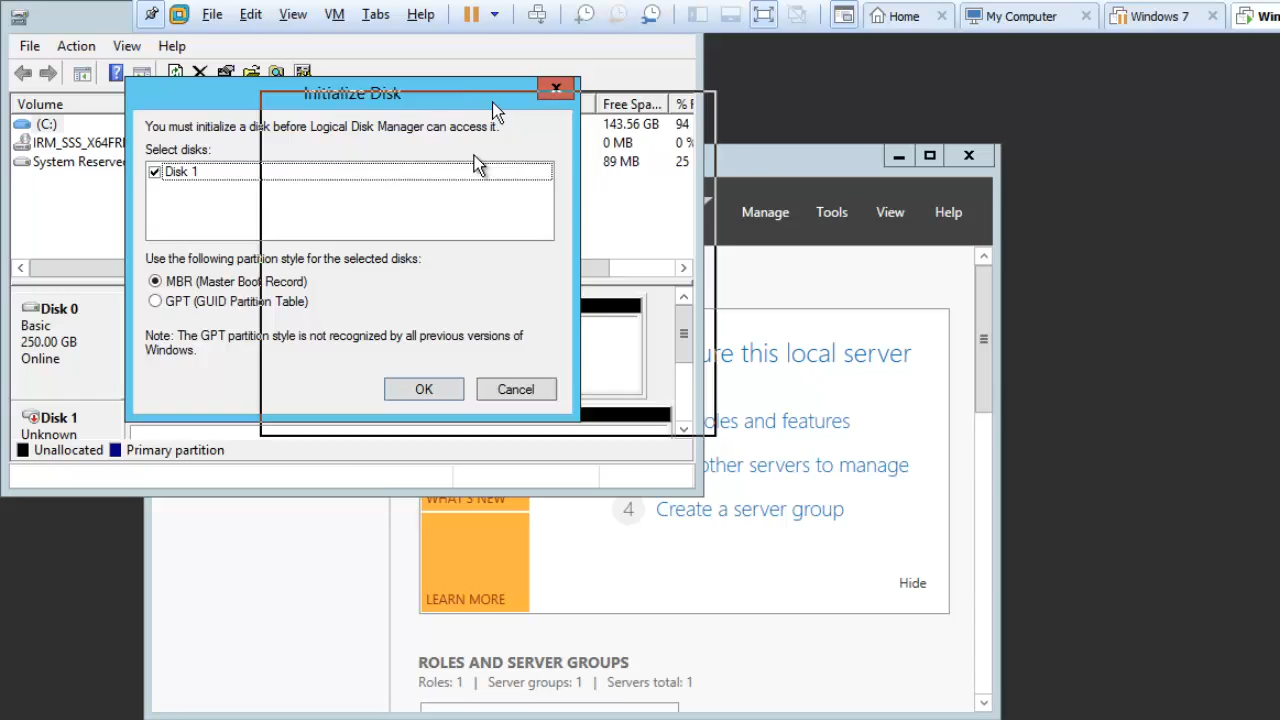 File Edit View VM Tabs Help
Home
My Computer
Windows 7
File Action View Help
Initialize Disk
You must initialize a disk before Logical Disk Manager can access it.
Select disks:
Disk 1
Use the following partition style for the selected disks:
MBR (Master Boot Record)
GPT (GUID Partition Table)
Note: The GPT partition style is not recognized by all previous versions of
Windows.
OK
Cancel
Volume
Free Spa...
(C:)
143.56 GB
94
IRM_SSS_X64FRE
0 MB
0 %
System Reserved
89 MB
25
Disk 0
Basic
250.00 GB
Online
Disk 1
Unknown
Unallocated
Primary partition
Manage Tools View Help
ure this local server
oles and features
other servers to manage
4 Create a server group
WHAT'S NEW
LEARN MORE
Hide
ROLES AND SERVER GROUPS
Roles: 1 | Server groups: 1 | Servers total: 1